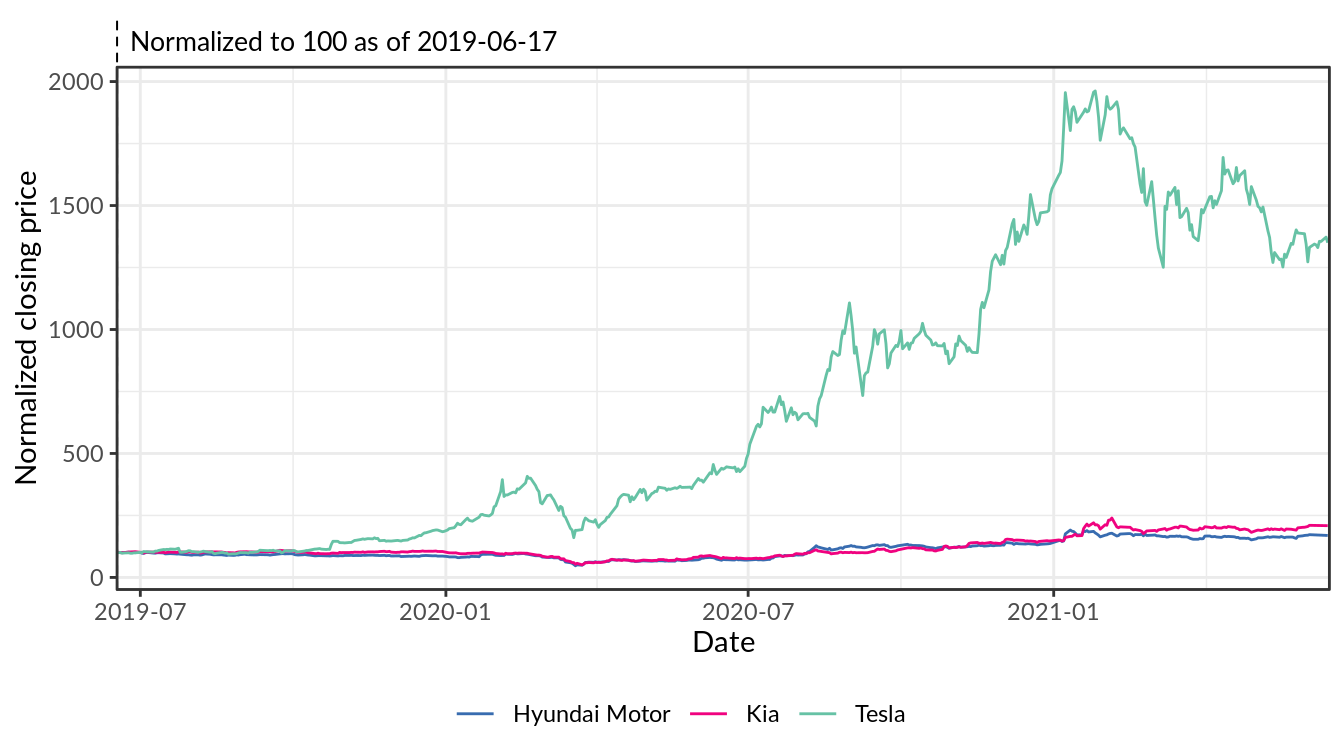 Normalized to 100 as of 2019-06-17
Normalized closing price
2000
1500
1000
500
0
2019-07 2020-01 2020-07 2021-01
Date
Hyundai Motor Kia Tesla